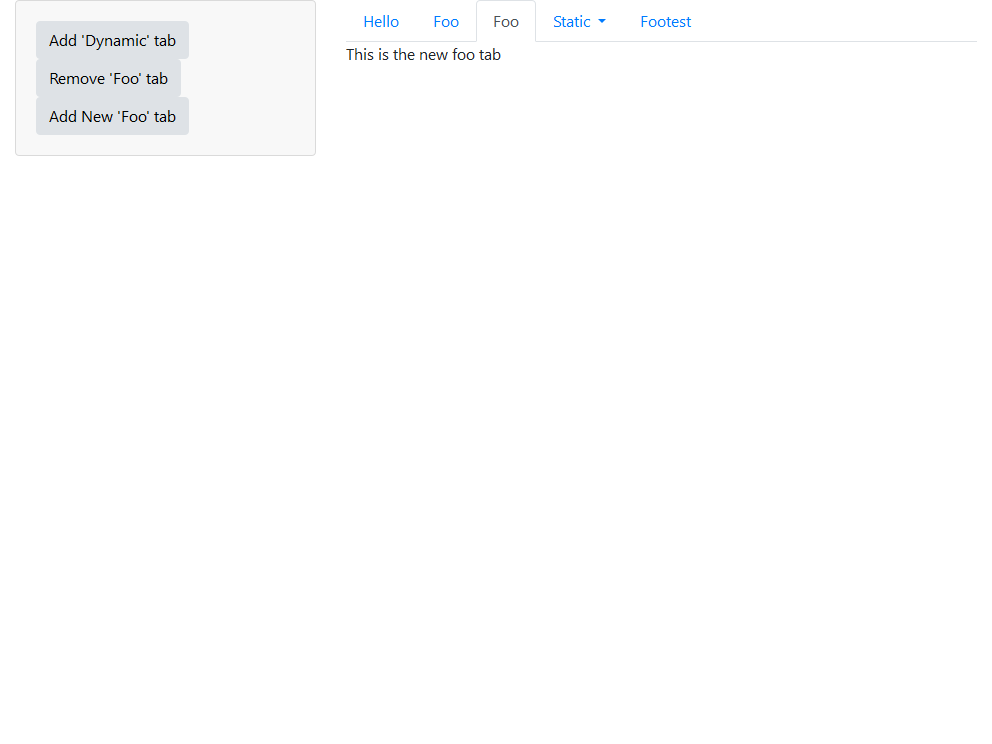 Add 'Dynamic' tab
Remove 'Foo' tab
Add New 'Foo' tab
Hello Foo Foo Static Footest
This is the new foo tab